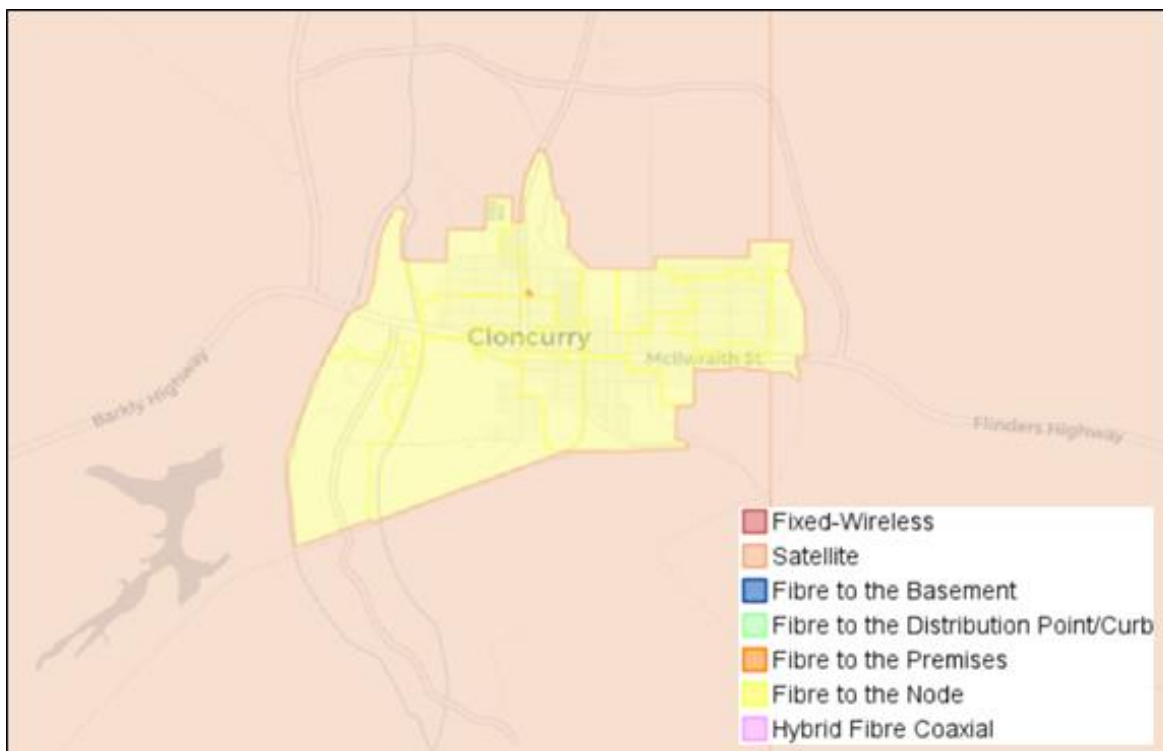 Cloncurry
McIlwraith St
Barkly Highway
Flinders Highway
Fixed-Wireless
Satellite
Fibre to the Basement
Fibre to the Distribution Point/Curb
Fibre to the Premises
Fibre to the Node
Hybrid Fibre Coaxial